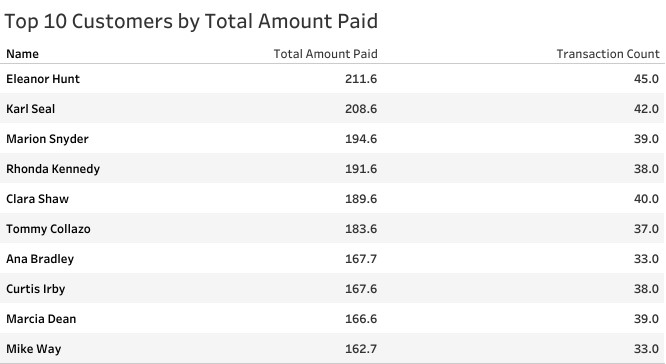 Top 10 Customers by Total Amount Paid
Name Total Amount Paid Transaction Count
Eleanor Hunt 211.6 45.0
Karl Seal 208.6 42.0
Marion Snyder 194.6 39.0
Rhonda Kennedy 191.6 38.0
Clara Shaw 189.6 40.0
Tommy Collazo 183.6 37.0
Ana Bradley 167.7 33.0
Curtis Irby 167.6 38.0
Marcia Dean 166.6 39.0
Mike Way 162.7 33.0